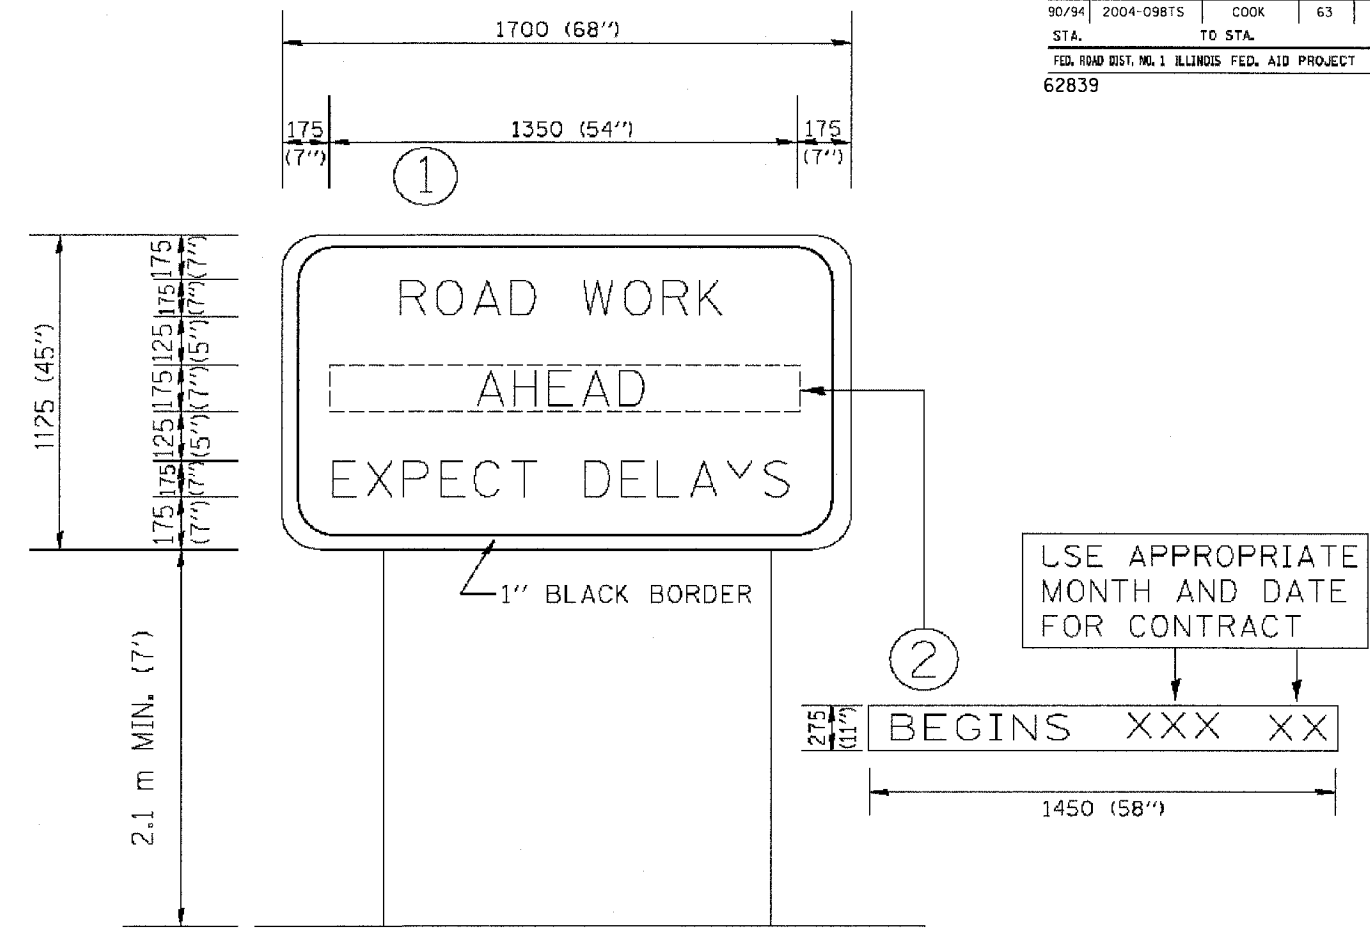 90/94 2004-098TS COOK 63
STA. TO STA.
FED. ROAD DIST. NO. 1 ILLINOIS FED. AID PROJECT
62839
1700 (68")
175 (7")
1350 (54")
175 (7")
1
1125 (45")
175 (7")
175 (7")
125 (5")
175 (7")
125 (5")
175 (7")
175 (7")
ROAD WORK
AHEAD
EXPECT DELAYS
1" BLACK BORDER
2.1 m MIN. (7')
2
LSE APPROPRIATE
MONTH AND DATE
FOR CONTRACT
275 (11")
BEGINS XXX XX
1450 (58")